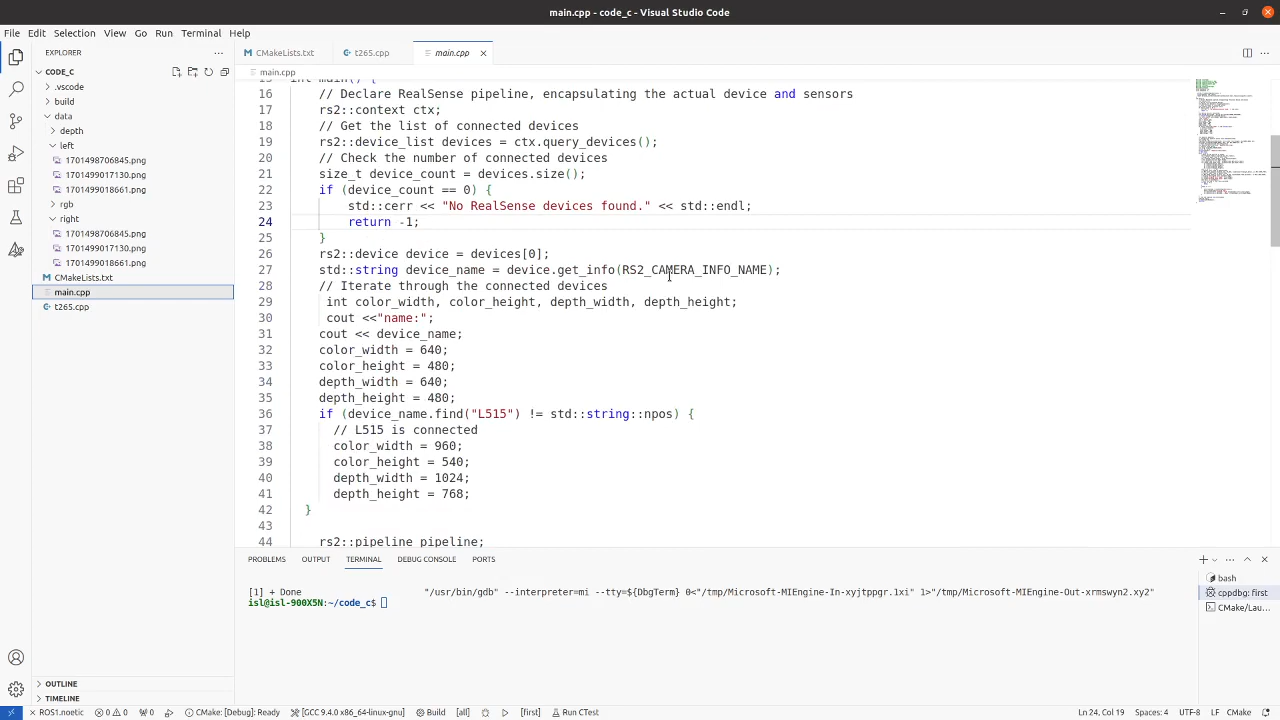 main.cpp - code_c - Visual Studio Code
File Edit Selection View Go Run Terminal Help
EXPLORER
CODE_C
.vscode
build
data
depth
left
1701498706845.png
1701499017130.png
1701499018661.png
rgb
right
1701498706845.png
1701499017130.png
1701499018661.png
CMakeLists.txt
main.cpp
t265.cpp
OUTLINE
TIMELINE
CMakeLists.txt t265.cpp main.cpp
main.cpp
15 int main() {
16 // Declare RealSense pipeline, encapsulating the actual device and sensors
17 rs2::context ctx;
18 // Get the list of connected devices
19 rs2::device_list devices = ctx.query_devices();
20 // Check the number of connected devices
21 size_t device_count = devices.size();
22 if (device_count == 0) {
23 std::cerr << "No RealSense devices found." << std::endl;
24 return -1;
25 }
26 rs2::device device = devices[0];
27 std::string device_name = device.get_info(RS2_CAMERA_INFO_NAME);
28 // Iterate through the connected devices
29 int color_width, color_height, depth_width, depth_height;
30 cout <<"name:";
31 cout << device_name;
32 color_width = 640;
33 color_height = 480;
34 depth_width = 640;
35 depth_height = 480;
36 if (device_name.find("L515") != std::string::npos) {
37 // L515 is connected
38 color_width = 960;
39 color_height = 540;
40 depth_width = 1024;
41 depth_height = 768;
42 }
43
44 rs2::pipeline pipeline;
PROBLEMS OUTPUT TERMINAL DEBUG CONSOLE PORTS
[1] + Done "/usr/bin/gdb" --interpreter=mi --tty=${DbgTerm} 0<"/tmp/Microsoft-MIEngine-In-xyjtppgr.1xi" 1>"/tmp/Microsoft-MIEngine-Out-xrmswyn2.xy2"
isl@isl-900X5N:~/code_c$
bash
cppdbg: first
CMake/Lau...
ROS1.noetic 0 0 0 CMake: [Debug]: Ready [GCC 9.4.0 x86_64-linux-gnu] Build [all] [first] Run CTest Ln 24, Col 19 Spaces: 4 UTF-8 LF CMake